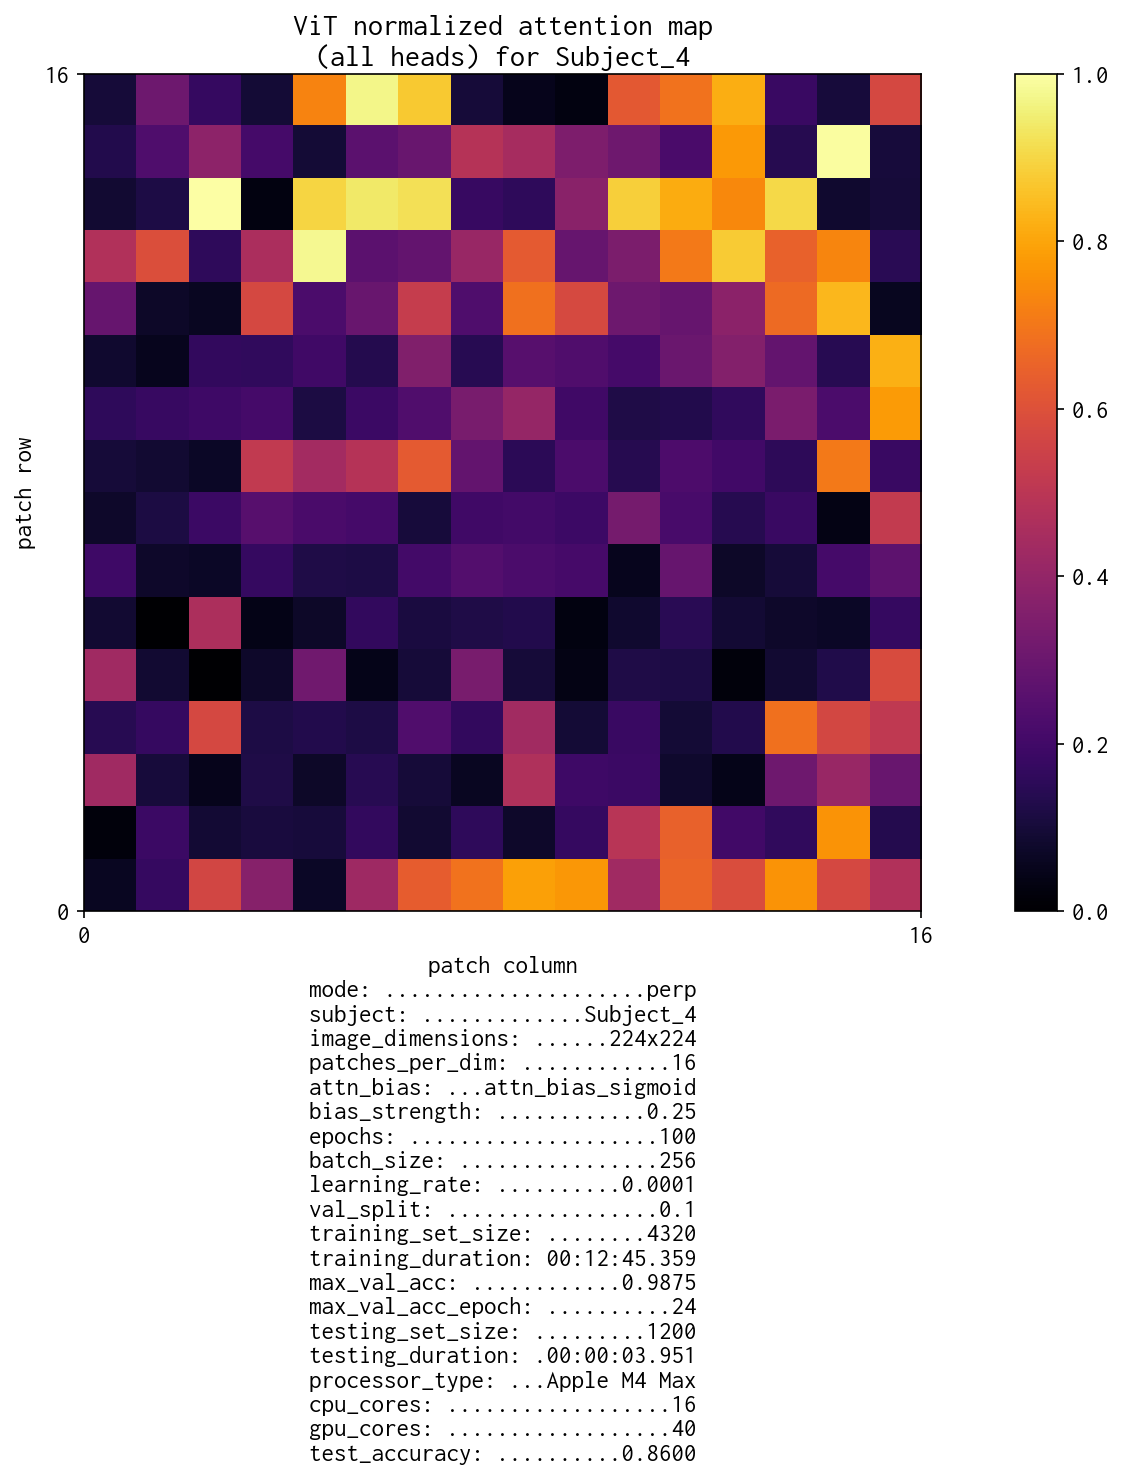 ViT normalized attention map
(all heads) for Subject_4
16
patch row
0
0
16
patch column
1.0
0.8
0.6
0.4
0.2
0.0
mode: .....................perp
subject: .............Subject_4
image_dimensions: ......224x224
patches_per_dim: ............16
attn_bias: ...attn_bias_sigmoid
bias_strength: ............0.25
epochs: ....................100
batch_size: ................256
learning_rate: ..........0.0001
val_split: .................0.1
training_set_size: ........4320
training_duration: 00:12:45.359
max_val_acc: ............0.9875
max_val_acc_epoch: ..........24
testing_set_size: .........1200
testing_duration: .00:00:03.951
processor_type: ...Apple M4 Max
cpu_cores: ..................16
gpu_cores: ..................40
test_accuracy: ..........0.8600